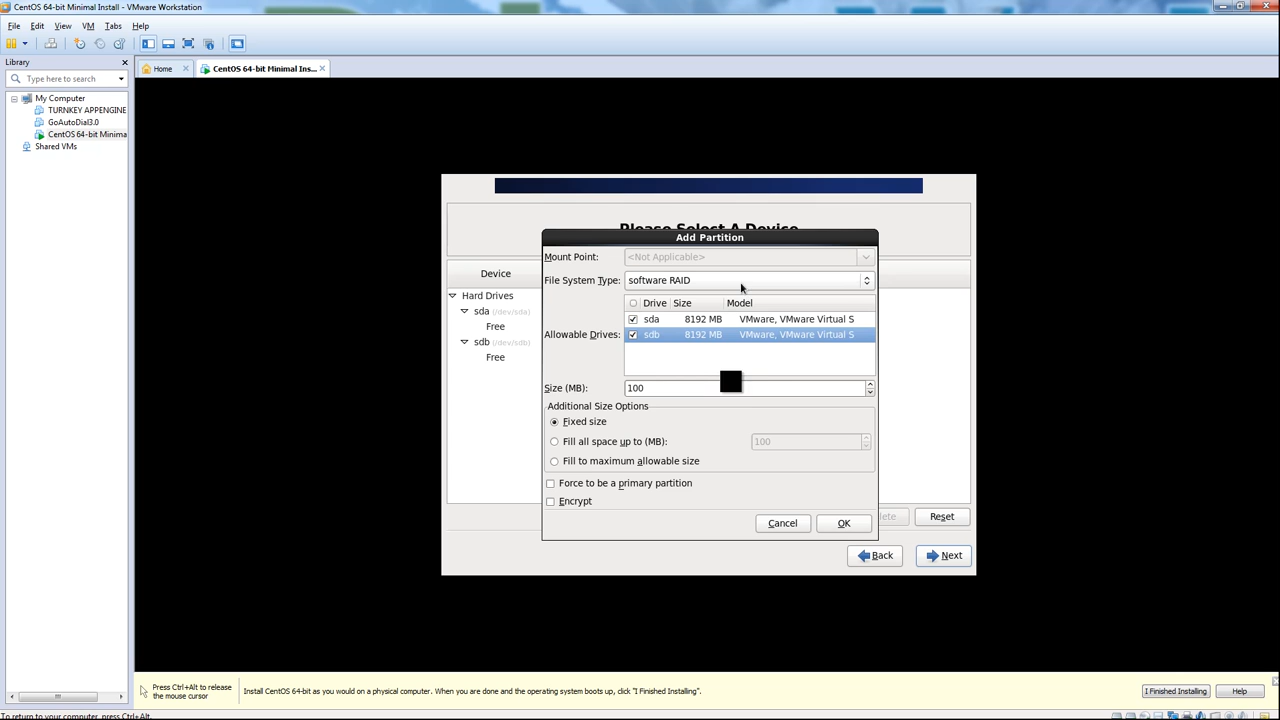 CentOS 64-bit Minimal Install - VMware Workstation
File Edit View VM Tabs Help
Library
Type here to search
My Computer
TURNKEY APPENGINE
GoAutoDial3.0
CentOS 64-bit Minima
Shared VMs
Home
CentOS 64-bit Minimal Ins...
Please Select A Device
Device
Hard Drives
sda (/dev/sda)
Free
sdb (/dev/sdb)
Free
Add Partition
Mount Point: <Not Applicable>
File System Type: software RAID
Drive Size Model
sda 8192 MB VMware, VMware Virtual S
Allowable Drives: sdb 8192 MB VMware, VMware Virtual S
Size (MB): 100
Additional Size Options
Fixed size
Fill all space up to (MB): 100
Fill to maximum allowable size
Force to be a primary partition
Encrypt
Cancel OK
lete Reset
Back Next
Press Ctrl+Alt to release
the mouse cursor
Install CentOS 64-bit as you would on a physical computer. When you are done and the operating system boots up, click "I Finished Installing".
I Finished Installing Help
To return to your computer, press Ctrl+Alt.